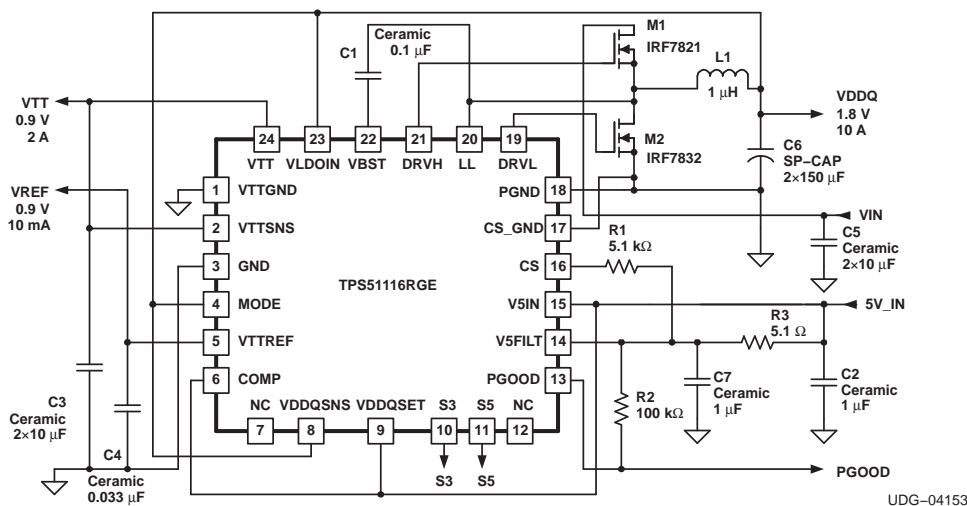 M1
IRF7821
Ceramic
0.1 μF
C1
L1
1 μH
VTT
0.9 V
2 A
VDDQ
1.8 V
10 A
M2
IRF7832
C6
SP−CAP
2×150 μF
24 23 22 21 20 19
VTT VLDOIN VBST DRVH LL DRVL
VREF
0.9 V
10 mA
1 VTTGND
PGND 18
VIN
2 VTTSNS
CS_GND 17
R1
5.1 kΩ
C5
Ceramic
2×10 μF
3 GND
CS 16
TPS51116RGE
4 MODE
V5IN 15
5V_IN
R3
5.1 Ω
5 VTTREF
V5FILT 14
6 COMP
PGOOD 13
C3
Ceramic
2×10 μF
C4
Ceramic
0.033 μF
NC VDDQSNS VDDQSET S3 S5 NC
7 8 9 10 11 12
S3 S5
R2
100 kΩ
C7
Ceramic
1 μF
C2
Ceramic
1 μF
PGOOD
UDG−04153